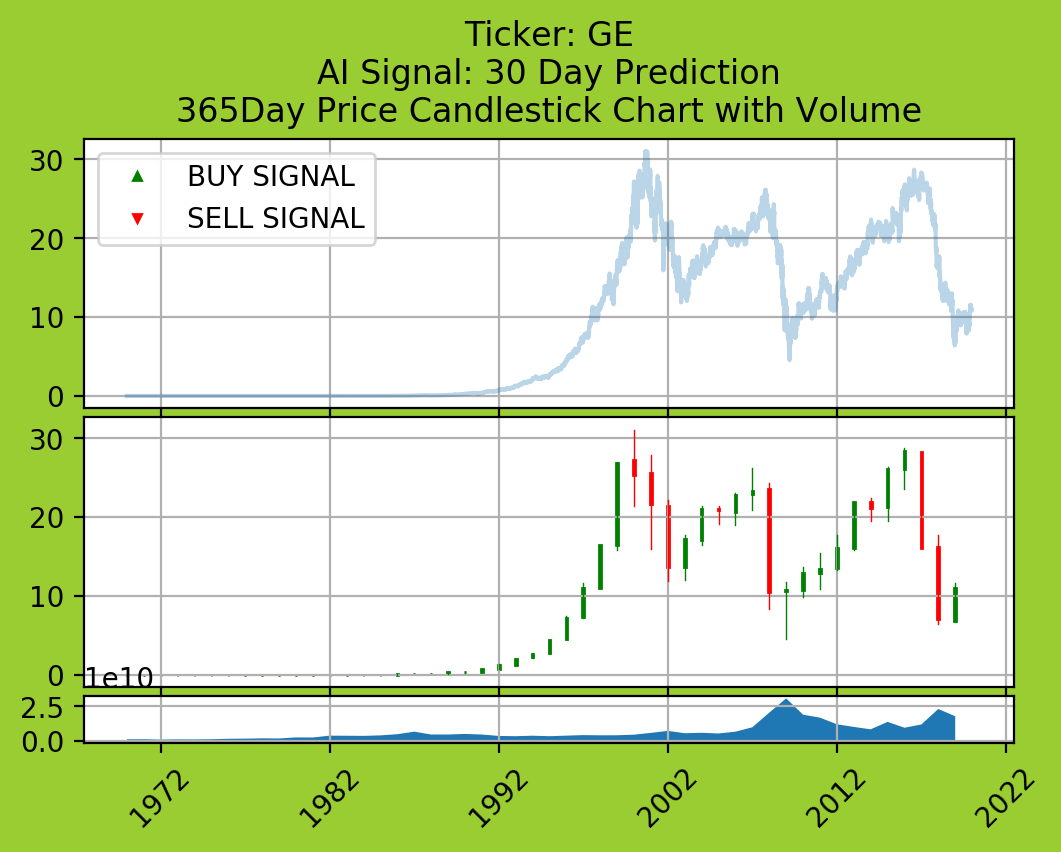 Ticker: GE
AI Signal: 30 Day Prediction
365Day Price Candlestick Chart with Volume
30
20
10
0
BUY SIGNAL
SELL SIGNAL
30
20
10
0
1e10
2.5
0.0
1972
1982
1992
2002
2012
2022